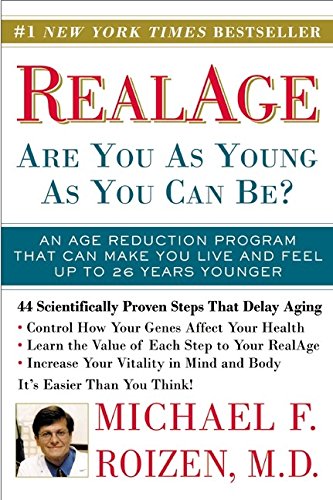 #1 NEW YORK TIMES BESTSELLER
REALAGE
ARE YOU AS YOUNG
AS YOU CAN BE?
AN AGE REDUCTION PROGRAM
THAT CAN MAKE YOU LIVE AND FEEL
UP TO 26 YEARS YOUNGER
44 Scientifically Proven Steps That Delay Aging
• Control How Your Genes Affect Your Health
• Learn the Value of Each Step to Your RealAge
• Increase Your Vitality in Mind and Body
It's Easier Than You Think!
MICHAEL F.
ROIZEN, M.D.